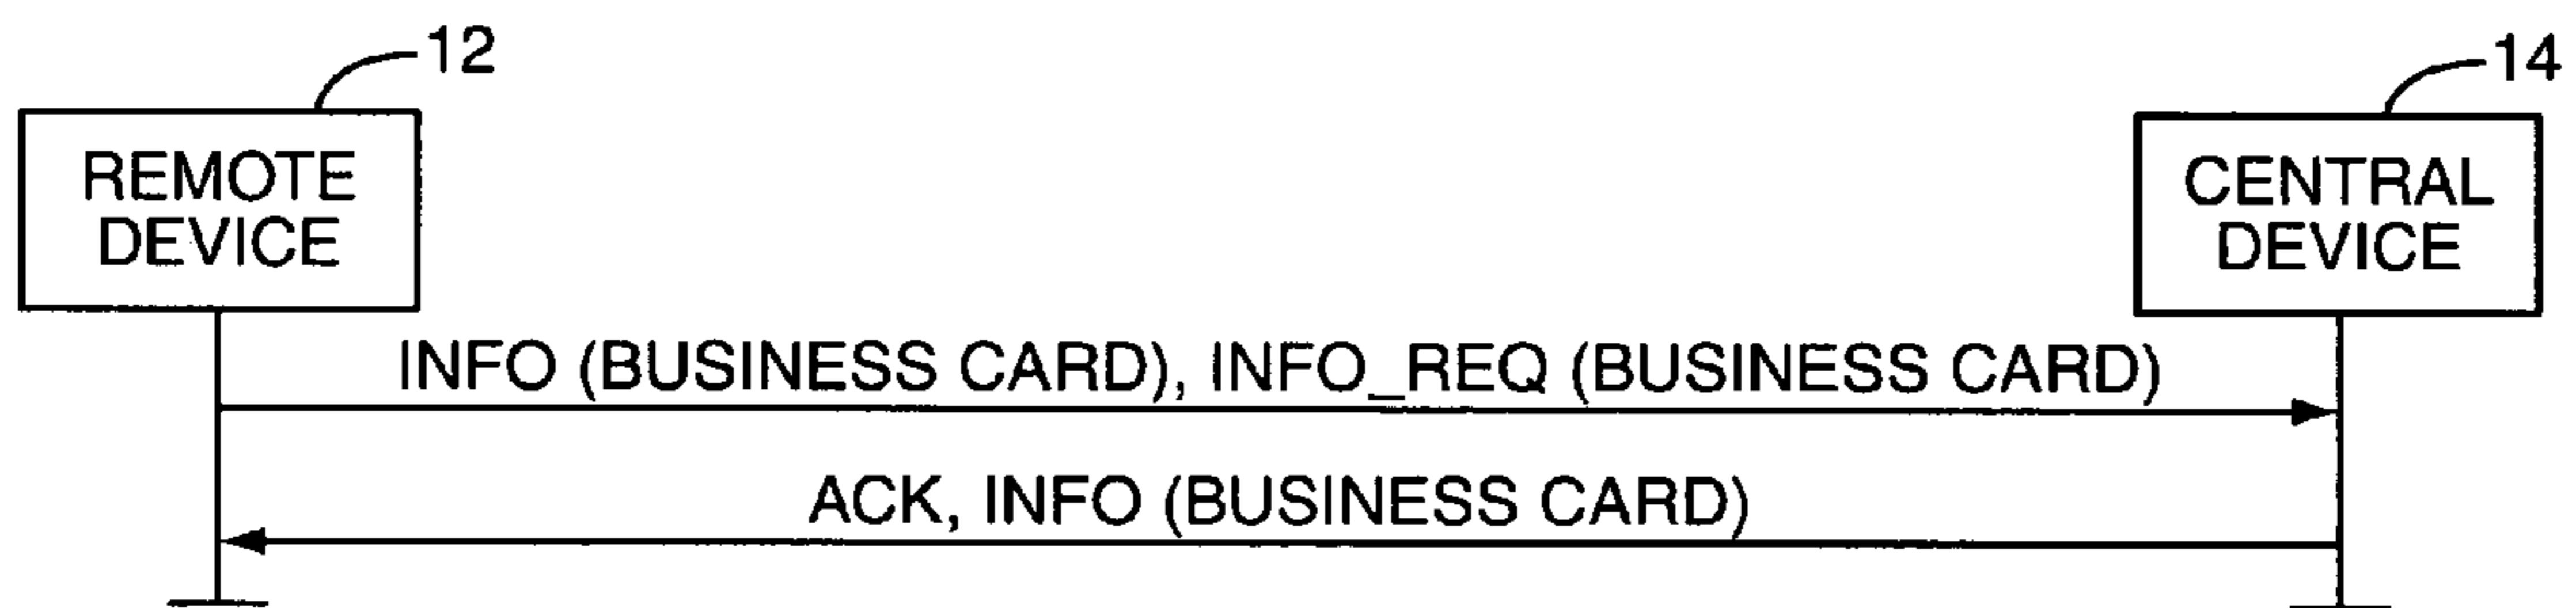 12
14
REMOTE
DEVICE
CENTRAL
DEVICE
INFO (BUSINESS CARD), INFO_REQ (BUSINESS CARD)
ACK, INFO (BUSINESS CARD)